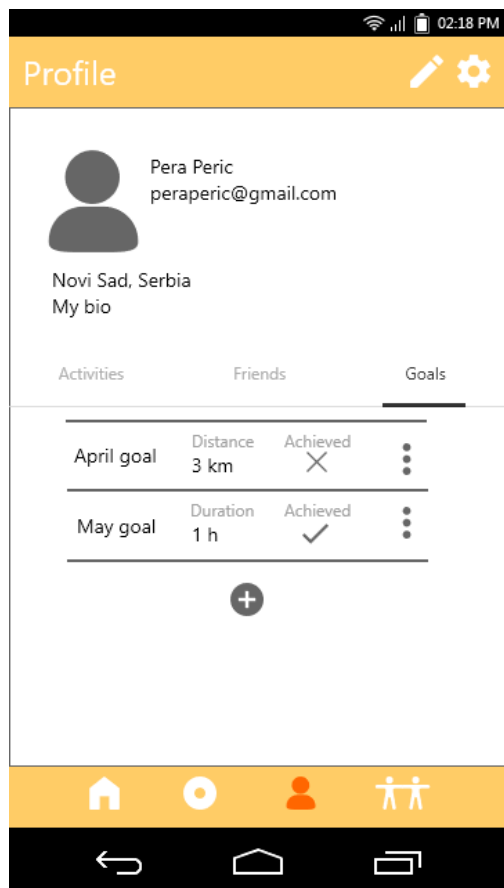 02:18 PM
Profile
Pera Peric
peraperic@gmail.com
Novi Sad, Serbia
My bio
Activities Friends Goals
Distance Achieved
April goal 3 km
Duration Achieved
May goal 1 h